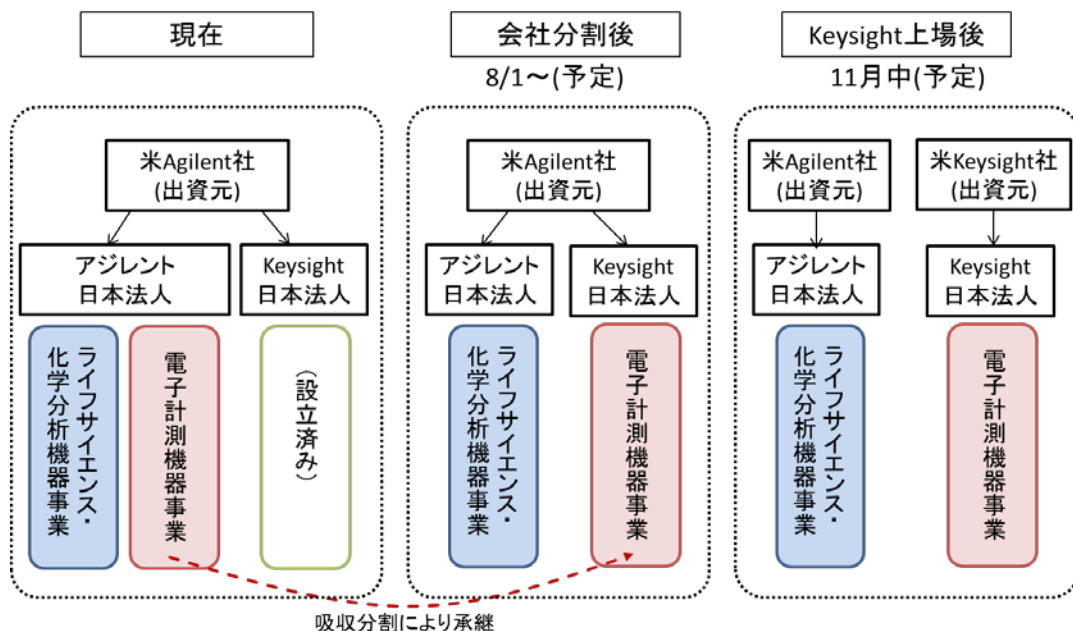 現在
会社分割後
Keysight上場後
8/1～(予定)
11月中(予定)
米Agilent社
(出資元)
アジレント
日本法人
Keysight
日本法人
ライフサイエンス・
化学分析機器事業
電子計測機器事業
(設立済み)
米Agilent社
(出資元)
アジレント
日本法人
Keysight
日本法人
ライフサイエンス・
化学分析機器事業
電子計測機器事業
米Agilent社
(出資元)
米Keysight社
(出資元)
アジレント
日本法人
Keysight
日本法人
ライフサイエンス・
化学分析機器事業
電子計測機器事業
吸収分割により承継